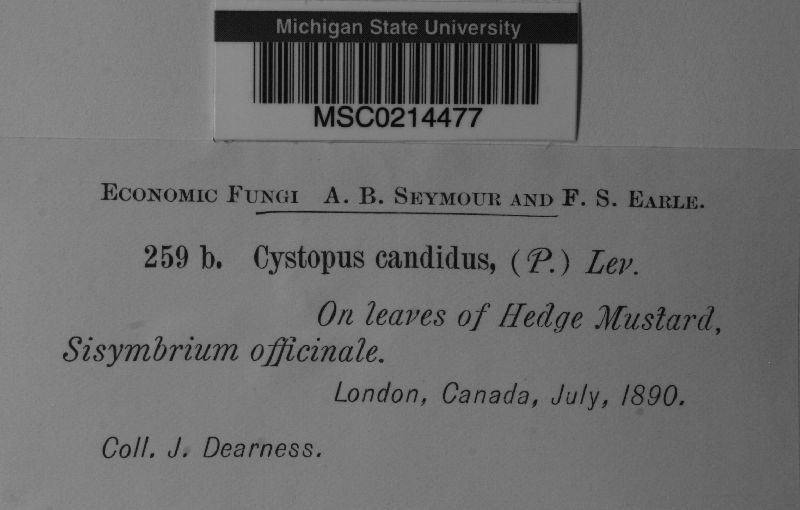 Michigan State University
MSC0214477
ECONOMIC FUNGI A. B. SEYMOUR AND F. S. EARLE.
259 b. Cystopus candidus, (P.) Lev.
On leaves of Hedge Mustard,
Sisymbrium officinale.
London, Canada, July, 1890.
Coll. J. Dearness.